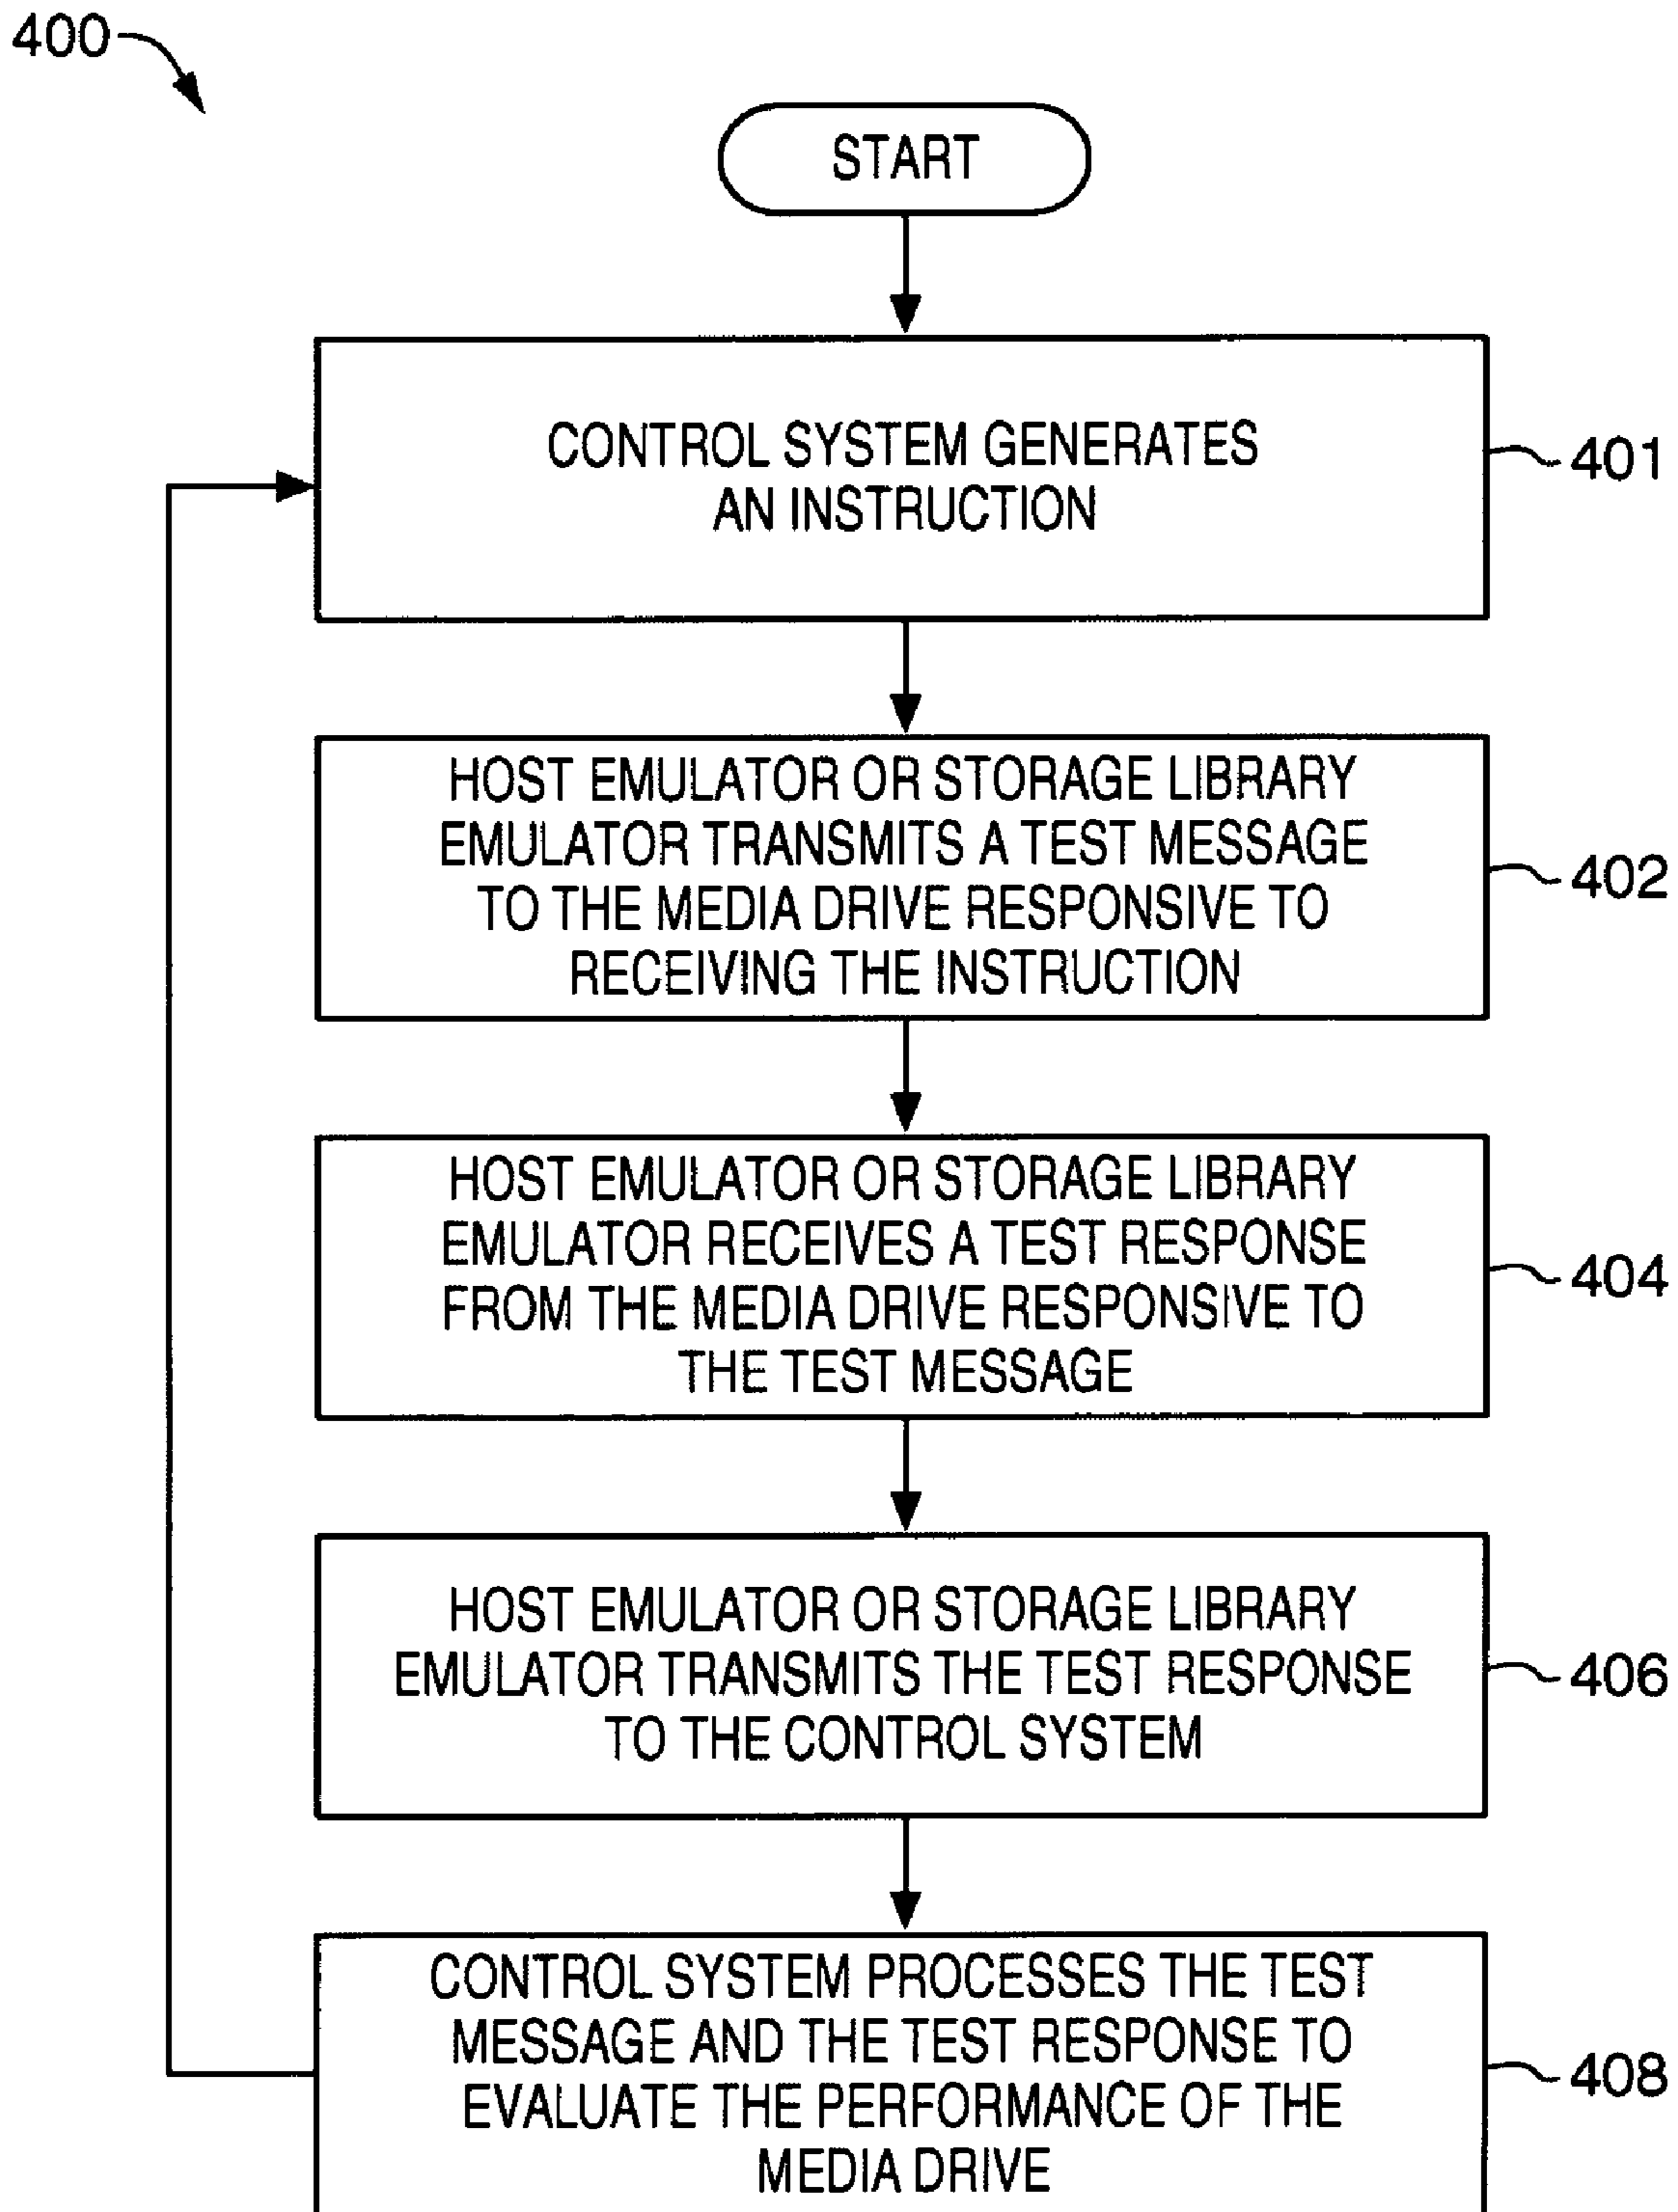 400
START
CONTROL SYSTEM GENERATES
AN INSTRUCTION
401
HOST EMULATOR OR STORAGE LIBRARY
EMULATOR TRANSMITS A TEST MESSAGE
TO THE MEDIA DRIVE RESPONSIVE TO
RECEIVING THE INSTRUCTION
402
HOST EMULATOR OR STORAGE LIBRARY
EMULATOR RECEIVES A TEST RESPONSE
FROM THE MEDIA DRIVE RESPONSIVE TO
THE TEST MESSAGE
404
HOST EMULATOR OR STORAGE LIBRARY
EMULATOR TRANSMITS THE TEST RESPONSE
TO THE CONTROL SYSTEM
406
CONTROL SYSTEM PROCESSES THE TEST
MESSAGE AND THE TEST RESPONSE TO
EVALUATE THE PERFORMANCE OF THE
MEDIA DRIVE
408